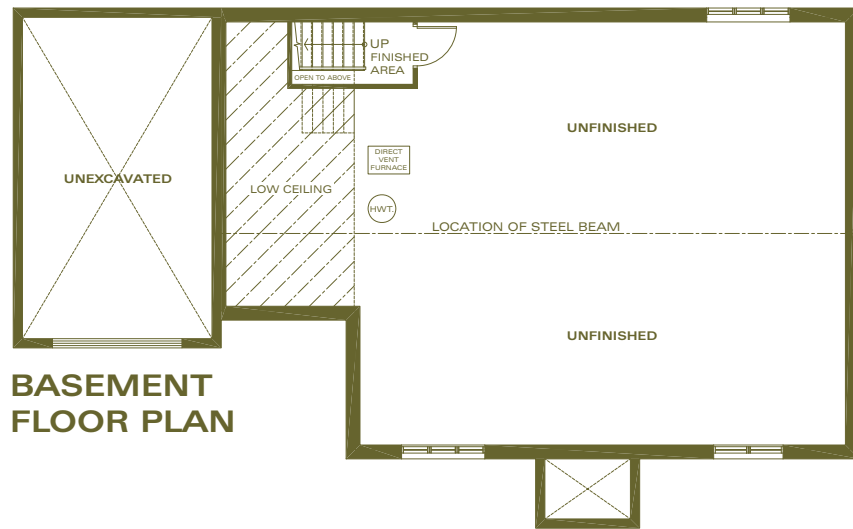 UP
FINISHED
AREA
OPEN TO ABOVE
UNFINISHED
DIRECT
VENT
FURNACE
UNEXCAVATED
LOW CEILING
HWT.
LOCATION OF STEEL BEAM
UNFINISHED
BASEMENT
FLOOR PLAN